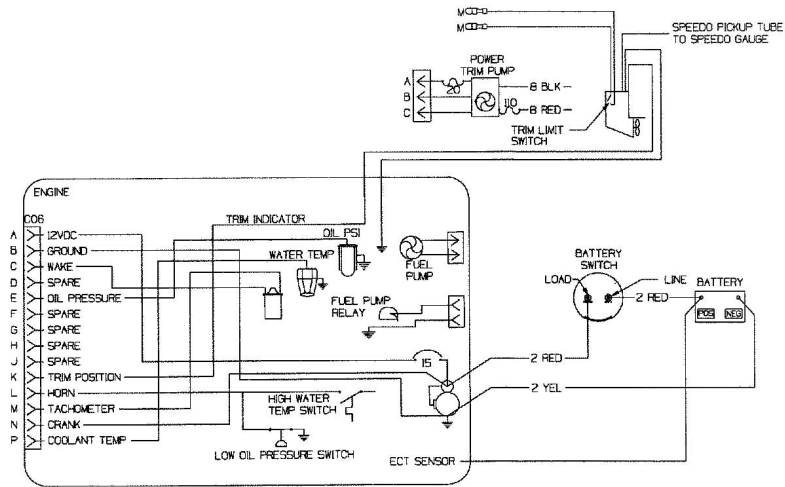 M
M
SPEEDO PICKUP TUBE
TO SPEEDO GAUGE
POWER
TRIM PUMP
A
B
C
20
8 BLK
110
8 RED
TRIM LIMIT
SWITCH
ENGINE
C06
TRIM INDICATOR
A 12VDC
B GROUND
C WAKE
D SPARE
E OIL PRESSURE
F SPARE
G SPARE
H SPARE
J SPARE
K TRIM POSITION
L HORN
M TACHOMETER
N CRANK
P COOLANT TEMP
OIL PSI
WATER TEMP
FUEL
PUMP
FUEL PUMP
RELAY
15
HIGH WATER
TEMP SWITCH
LOW OIL PRESSURE SWITCH
ECT SENSOR
BATTERY
SWITCH
LOAD
LINE
2 RED
BATTERY
POS
NEG
2 RED
2 YEL